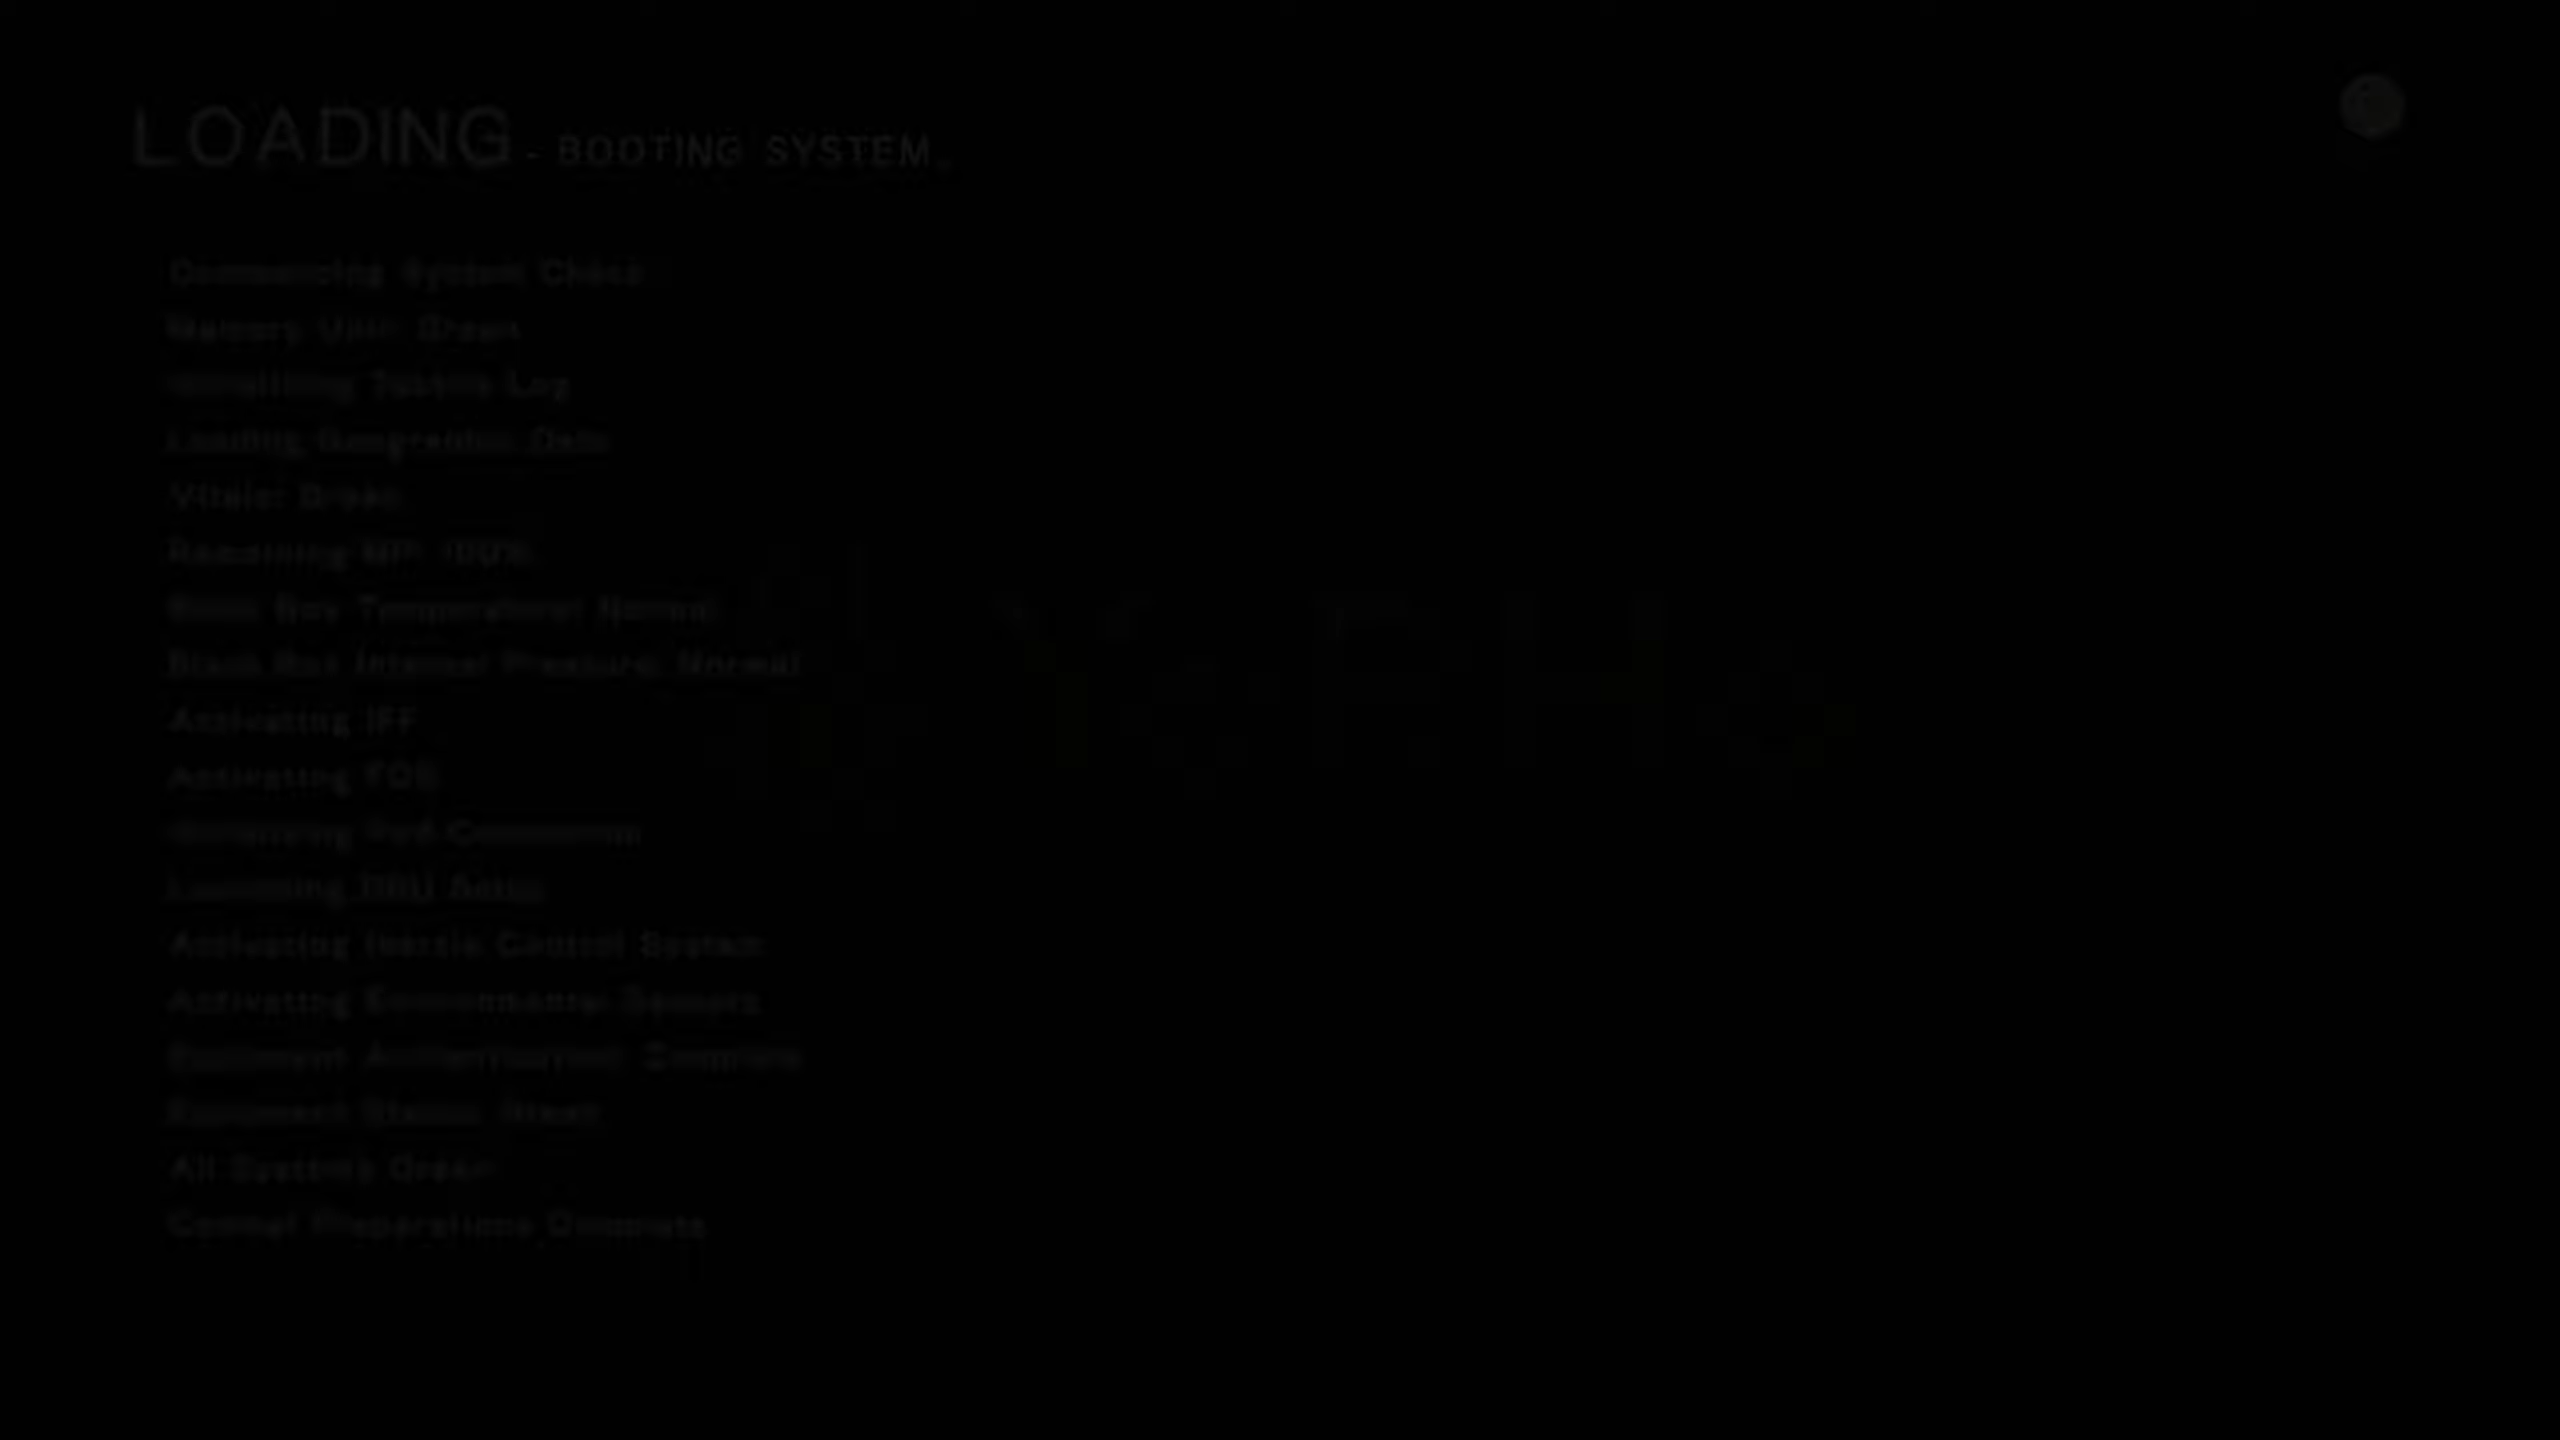 LOADING - BOOTING SYSTEM
Commencing System Check
Memory Unit: Green
Initializing Tactics Log
Loading Geographic Data
Vitals: Green
Remaining MP: 100%
Black Box Temperature: Normal
Black Box Internal Pressure: Normal
Activating IFF
Activating FCS
Initializing Pod Connection
Launching DBU Setup
Activating Inertia Control System
Activating Environmental Sensors
Equipment Authentication: Complete
Equipment Status: Green
All Systems Green
Combat Preparations Complete